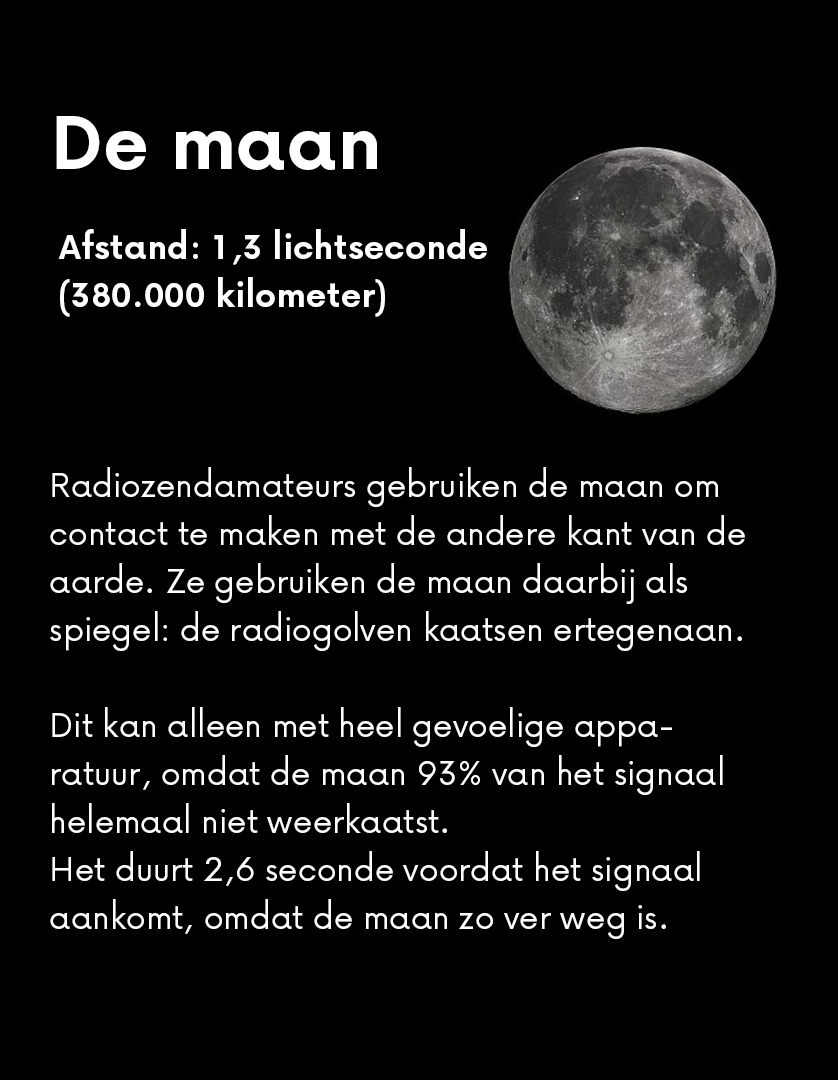 De maan
Afstand: 1,3 lichtseconde
(380.000 kilometer)
Radiozendamateurs gebruiken de maan om
contact te maken met de andere kant van de
aarde. Ze gebruiken de maan daarbij als
spiegel: de radiogolven kaatsen ertegenaan.
Dit kan alleen met heel gevoelige appa-
ratuur, omdat de maan 93% van het signaal
helemaal niet weerkaatst.
Het duurt 2,6 seconde voordat het signaal
aankomt, omdat de maan zo ver weg is.